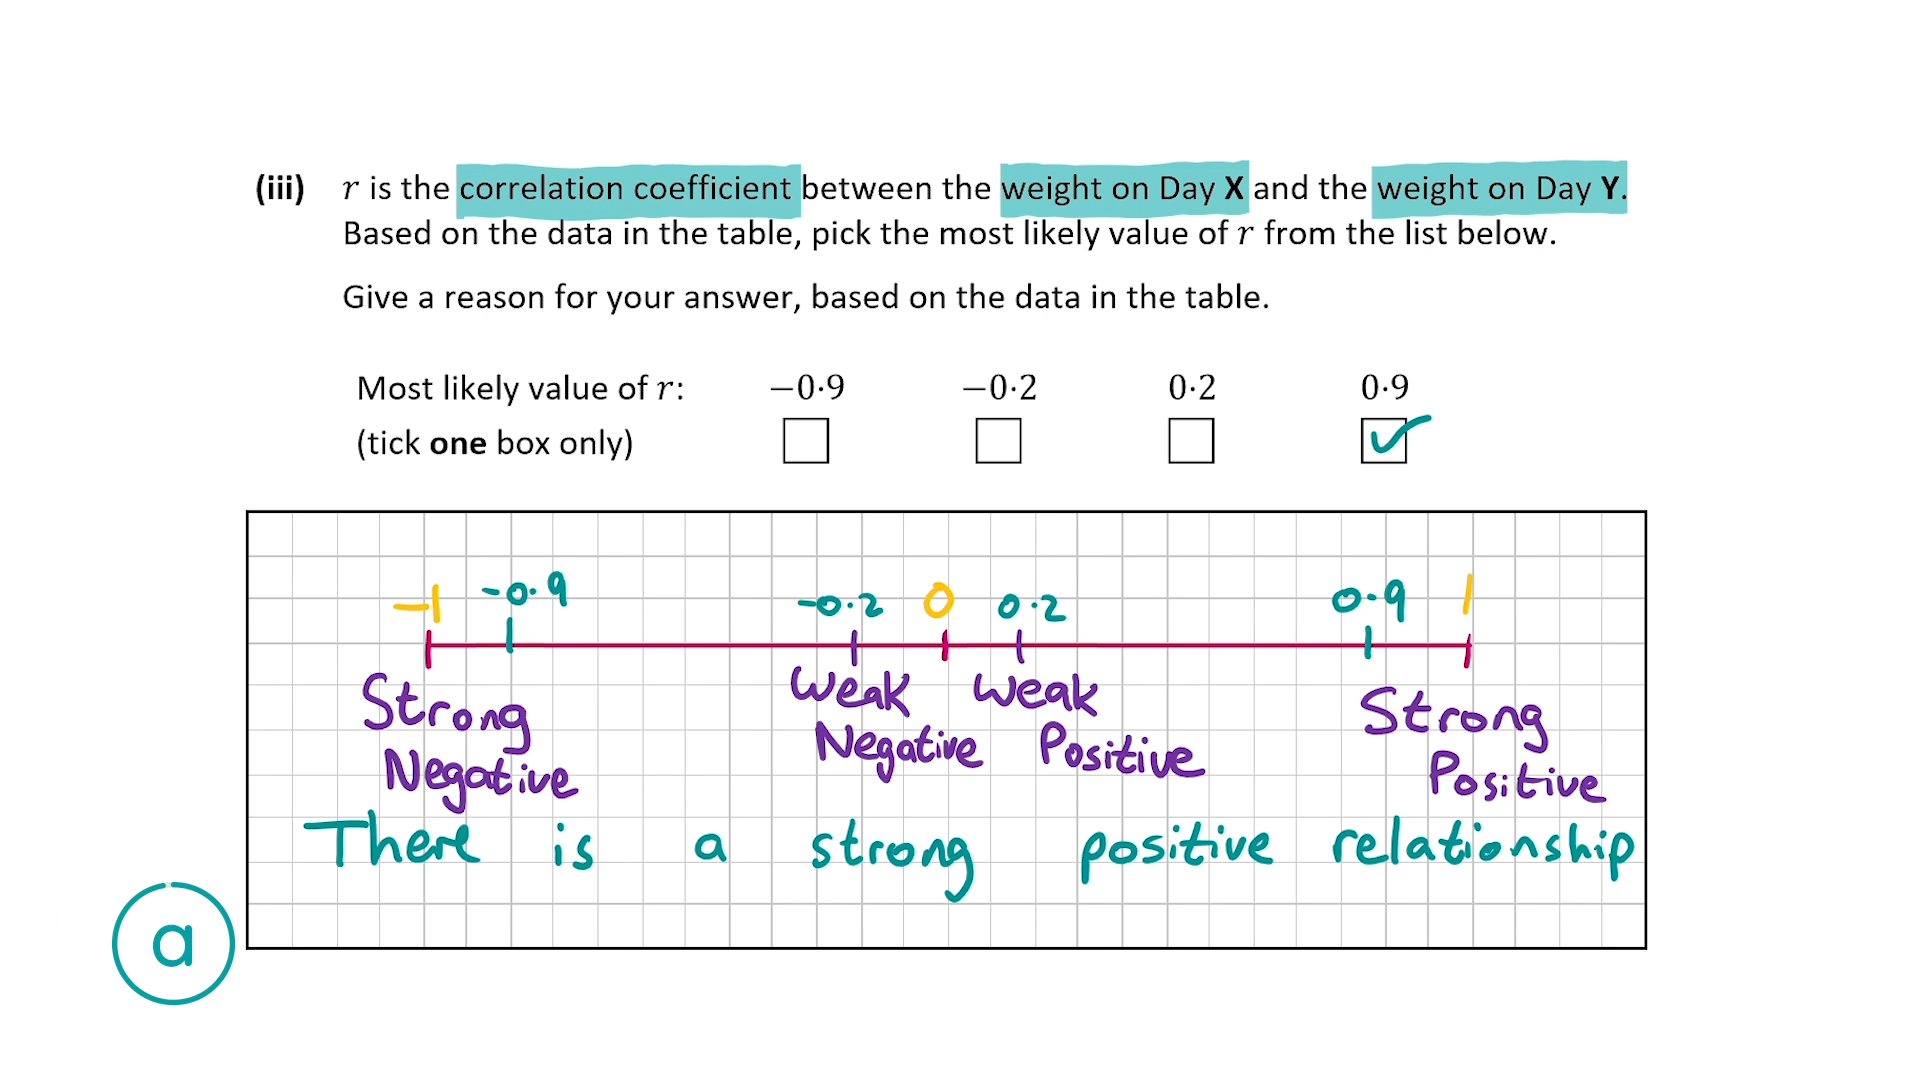 (iii) r is the correlation coefficient between the weight on Day X and the weight on Day Y.
Based on the data in the table, pick the most likely value of r from the list below.
Give a reason for your answer, based on the data in the table.
Most likely value of r: −0·9 −0·2 0·2 0·9
(tick one box only)
-1 -0.9 -0.2 0 0.2 0.9 1
Strong Negative
Weak Negative
Weak Positive
Strong Positive
There is a strong positive relationship
a